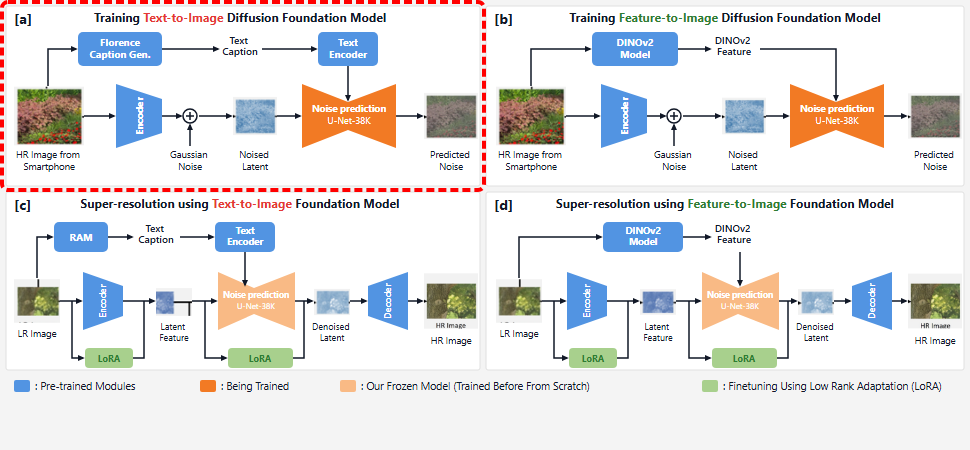 [a] Training Text-to-Image Diffusion Foundation Model
Florence
Caption Gen.
Text
Caption
Text
Encoder
Encoder
Noise prediction
U-Net-38K
HR Image from
Smartphone
Gaussian
Noise
Noised
Latent
Predicted
Noise
[b] Training Feature-to-Image Diffusion Foundation Model
DINOv2
Model
DINOv2
Feature
Encoder
Noise prediction
U-Net-38K
HR Image from
Smartphone
Gaussian
Noise
Noised
Latent
Predicted
Noise
[c] Super-resolution using Text-to-Image Foundation Model
RAM
Text
Caption
Text
Encoder
Encoder
Noise prediction
U-Net-38K
Decoder
LR Image
Latent
Feature
Denoised
Latent
HR Image
HR Image
LoRA
LoRA
[d] Super-resolution using Feature-to-Image Foundation Model
DINOv2
Model
DINOv2
Feature
Encoder
Noise prediction
U-Net-38K
Decoder
LR Image
Latent
Feature
Denoised
Latent
HR Image
HR Image
LoRA
LoRA
: Pre-trained Modules
: Being Trained
: Our Frozen Model (Trained Before From Scratch)
: Finetuning Using Low Rank Adaptation (LoRA)